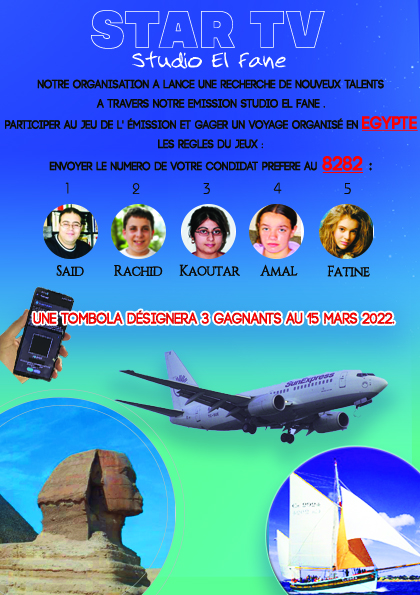 STAR TV
Studio El Fane
NOTRE ORGANISATION A LANCE UNE RECHERCHE DE NOUVEUX TALENTS
A TRAVERS NOTRE EMISSION STUDIO EL FANE .
PARTICIPER AU JEU DE L' ÉMISSION ET GAGER UN VOYAGE ORGANISÉ EN EGYPTE
LES REGLES DU JEUX :
ENVOYER LE NUMERO DE VOTRE CONDIDAT PREFERE AU 8282 :
1 2 3 4 5
SAID RACHID KAOUTAR AMAL FATINE
UNE TOMBOLA DÉSIGNERA 3 GAGNANTS AU 15 MARS 2022.
SunExpress